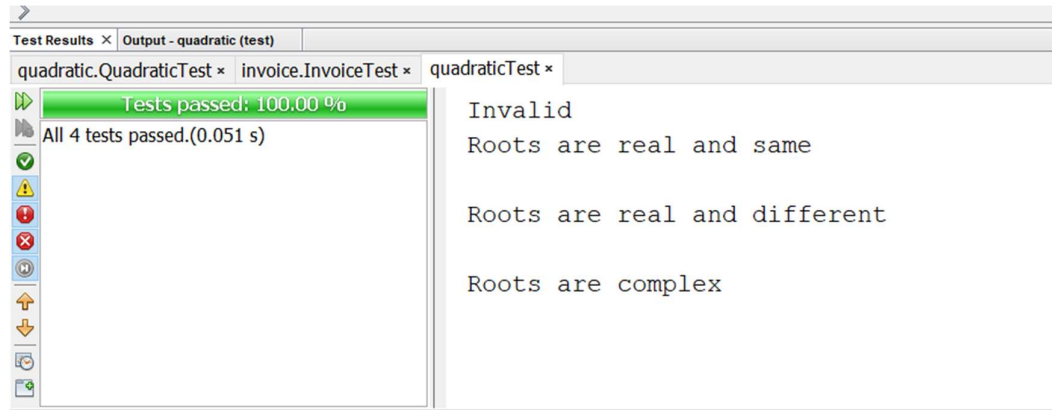 Test Results × Output - quadratic (test)
quadratic.QuadraticTest × invoice.InvoiceTest × quadraticTest ×
Tests passed: 100.00 %
All 4 tests passed.(0.051 s)
Invalid
Roots are real and same
Roots are real and different
Roots are complex